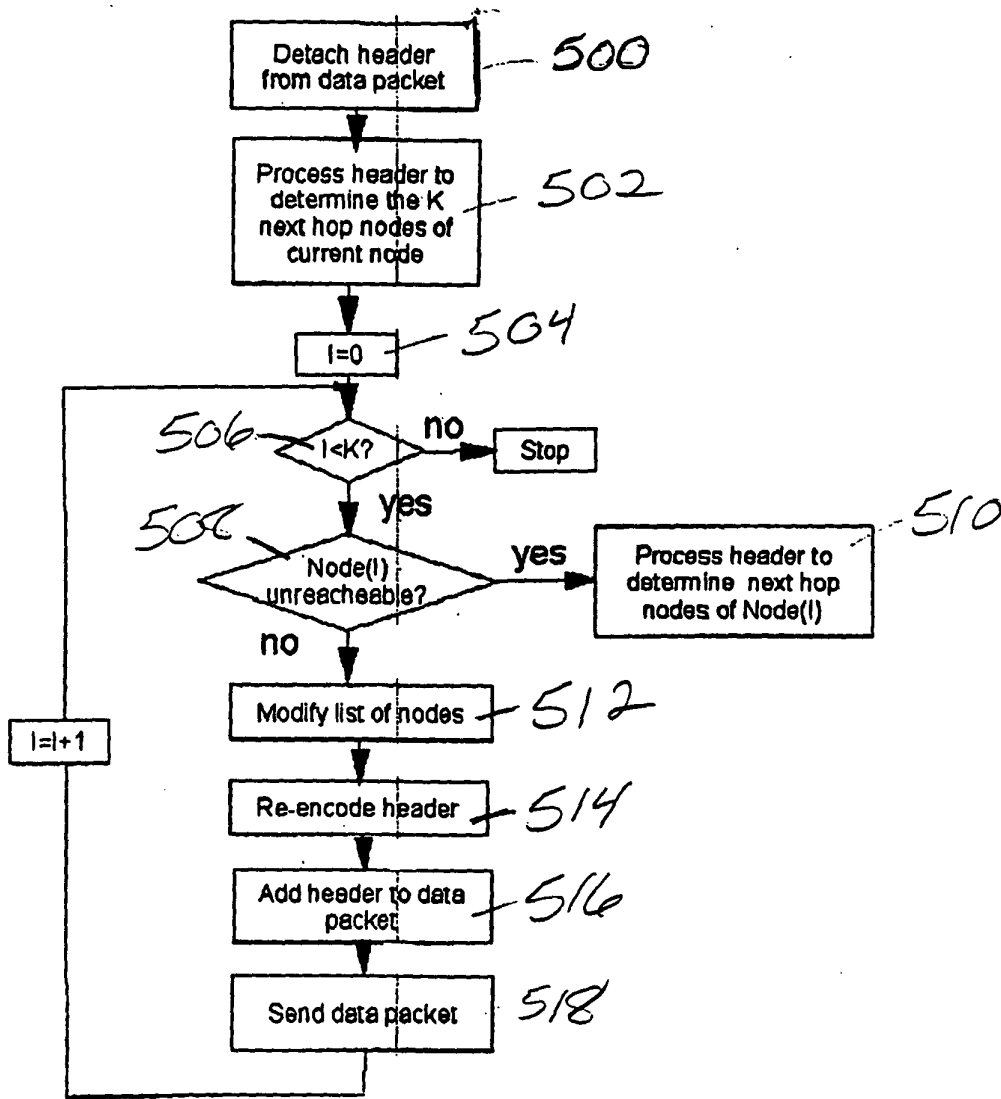 Detach header
from data packet
500
Process header to
determine the K
next hop nodes of
current node
502
I=0
504
506
I<K?
no
Stop
yes
508
Node(I)
unreacheable?
yes
Process header to
determine next hop
nodes of Node(I)
510
no
Modify list of nodes
512
I=I+1
Re-encode header
514
Add header to data
packet
516
Send data packet
518